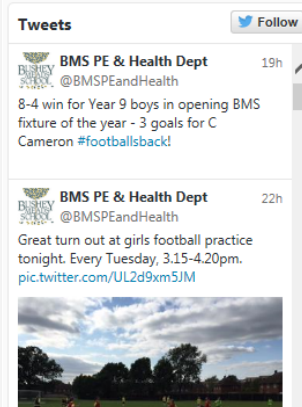 Tweets
Follow
BMS PE & Health Dept 19h
@BMSPEandHealth
8-4 win for Year 9 boys in opening BMS
fixture of the year - 3 goals for C
Cameron #footballsback!
BMS PE & Health Dept 22h
@BMSPEandHealth
Great turn out at girls football practice
tonight. Every Tuesday, 3.15-4.20pm.
pic.twitter.com/UL2d9xm5JM